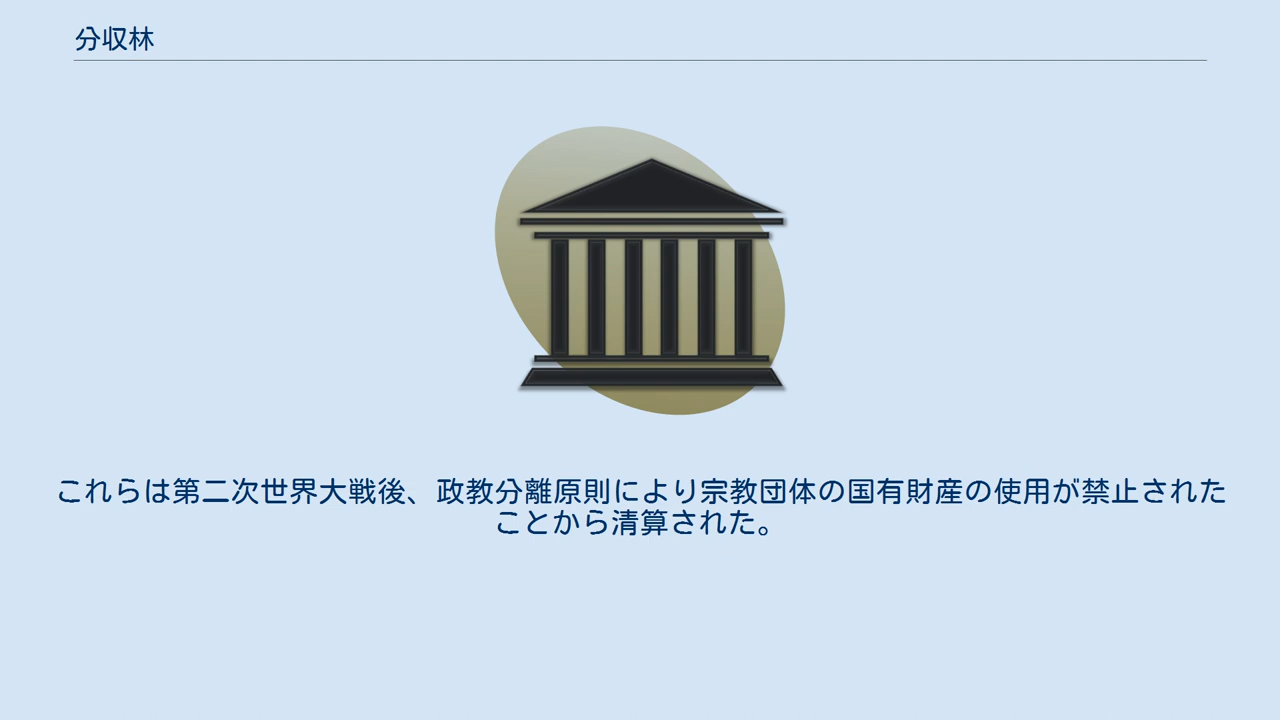 分収林
これらは第二次世界大戦後、政教分離原則により宗教団体の国有財産の使用が禁止された
ことから清算された。